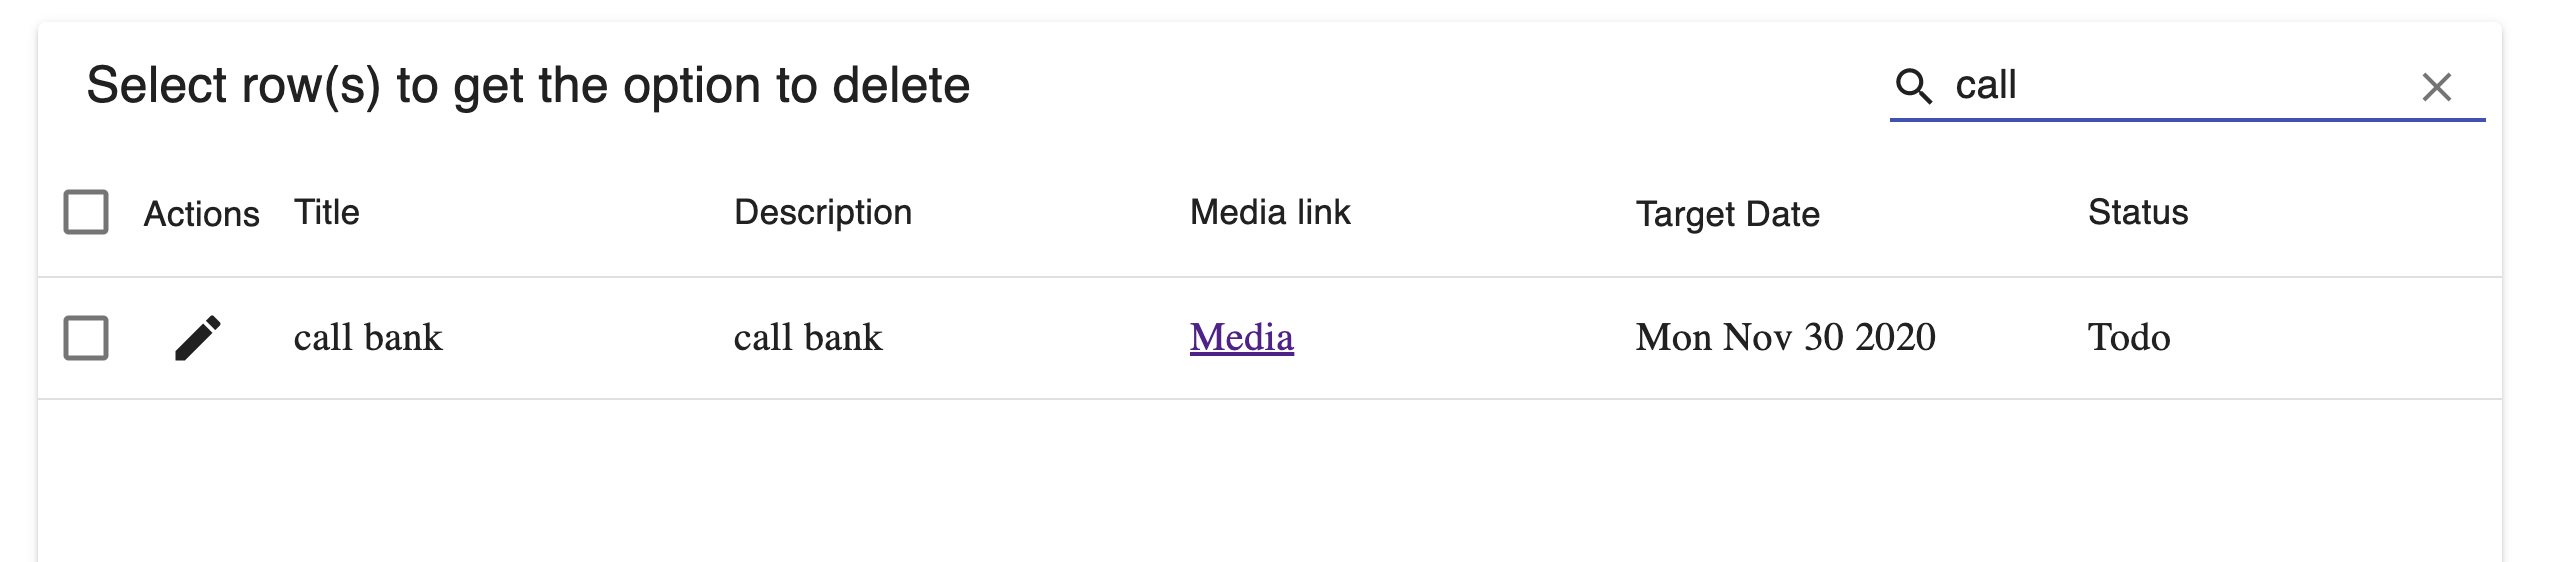 Select row(s) to get the option to delete
call
Actions Title Description Media link Target Date Status
call bank call bank Media Mon Nov 30 2020 Todo